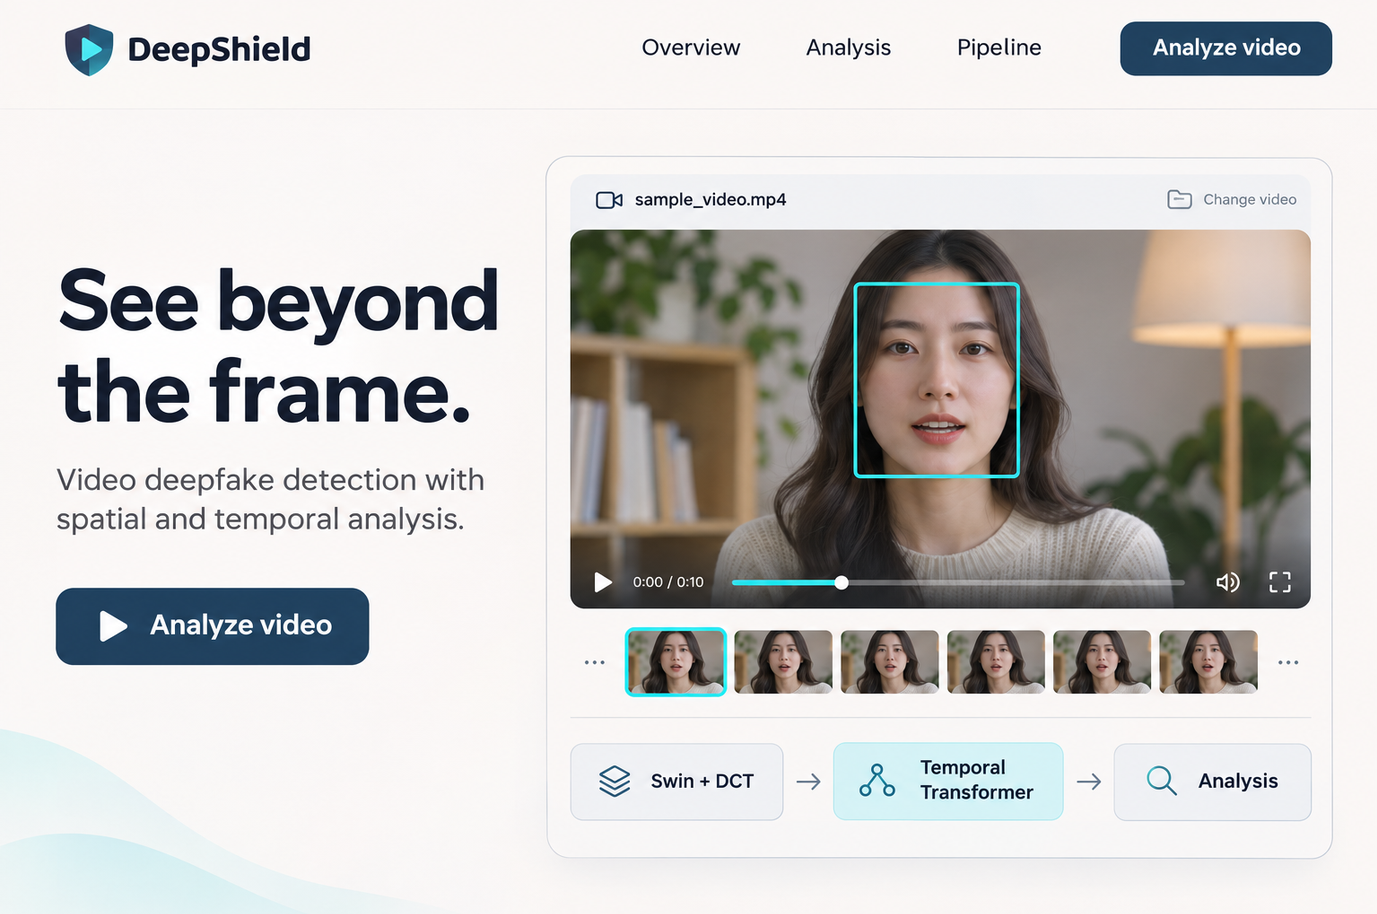 DeepShield
Overview
Analysis
Pipeline
Analyze video
See beyond
the frame.
Video deepfake detection with
spatial and temporal analysis.
Analyze video
sample_video.mp4
Change video
0:00 / 0:10
Swin + DCT
Temporal
Transformer
Analysis